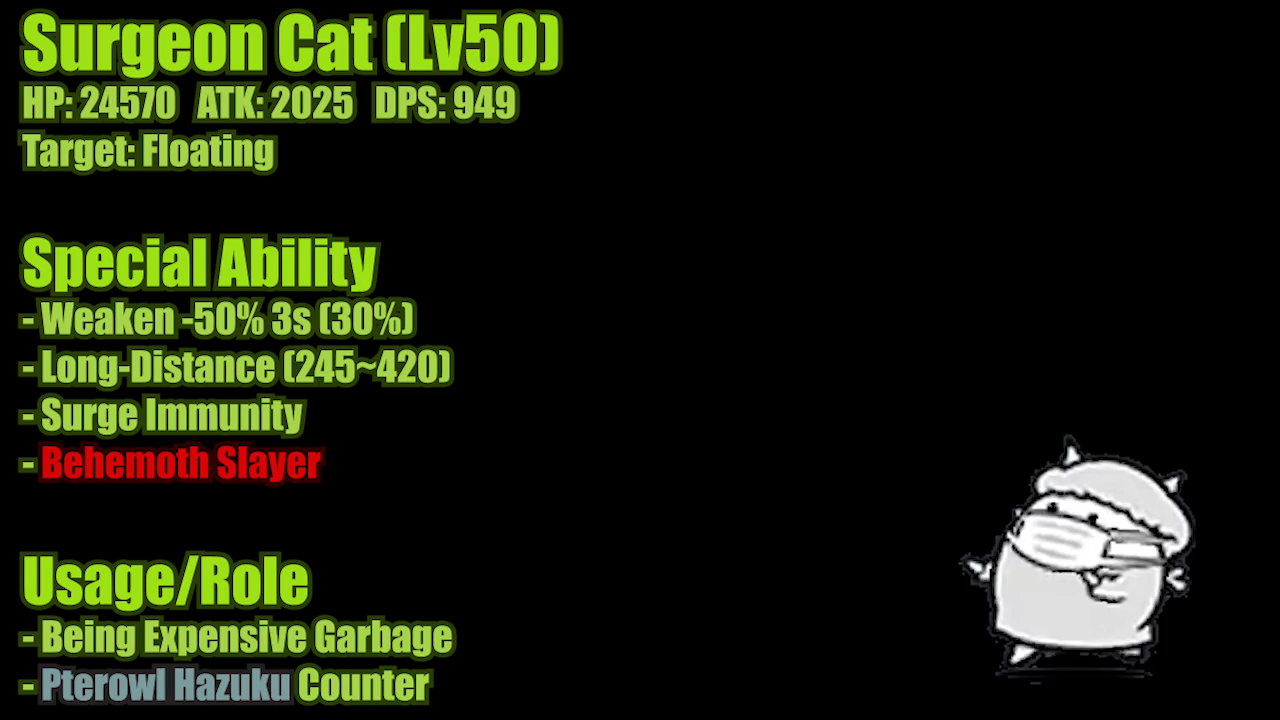 Surgeon Cat (Lv50)
HP: 24570 ATK: 2025 DPS: 949
Target: Floating
Special Ability
- Weaken -50% 3s (30%)
- Long-Distance (245~420)
- Surge Immunity
- Behemoth Slayer
Usage/Role
- Being Expensive Garbage
- Pterowl Hazuku Counter